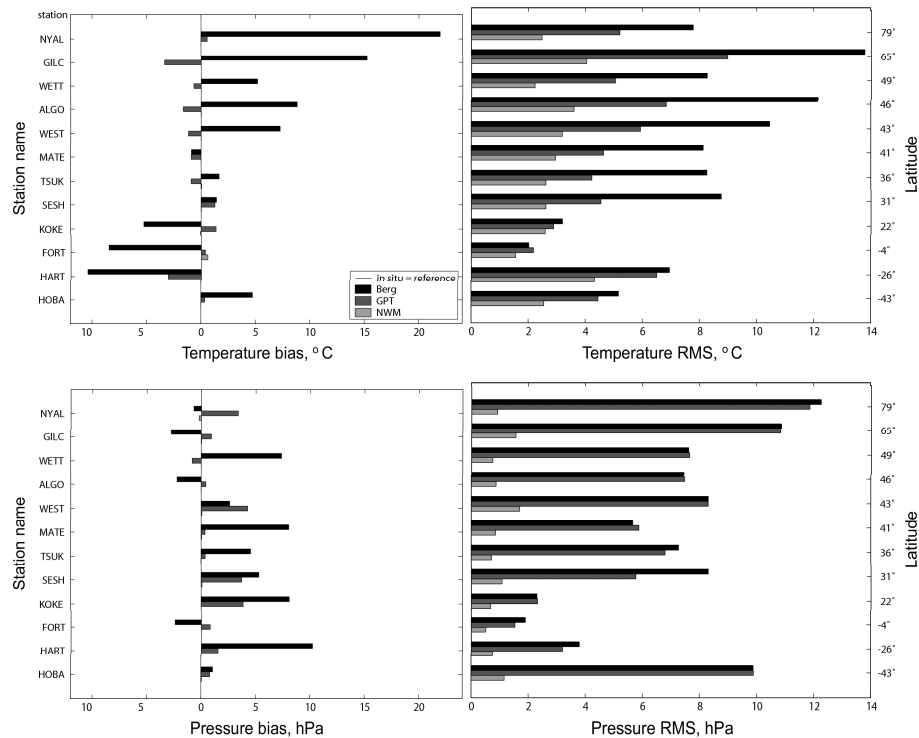 station
NYAL
GILC
WETT
ALGO
WEST
MATE
TSUK
SESH
KOKE
FORT
HART
HOBA
Station name
10 5 0 5 10 15 20
Temperature bias, °C
in situ = reference
Berg
GPT
NWM
79°
65°
49°
46°
43°
41°
36°
31°
22°
-4°
-26°
-43°
Latitude
0 2 4 6 8 10 12 14
Temperature RMS, °C
NYAL
GILC
WETT
ALGO
WEST
MATE
TSUK
SESH
KOKE
FORT
HART
HOBA
Station name
10 5 0 5 10 15 20
Pressure bias, hPa
79°
65°
49°
46°
43°
41°
36°
31°
22°
-4°
-26°
-43°
Latitude
0 2 4 6 8 10 12 14
Pressure RMS, hPa